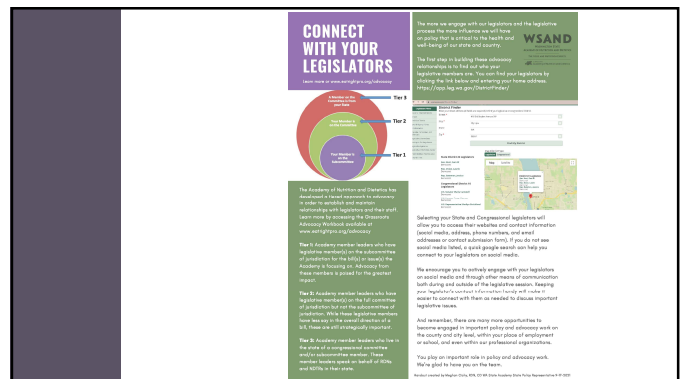 CONNECT
WITH YOUR
LEGISLATORS
Learn more at www.eatrightpro.org/advocacy
A Member on the
Committee is from
your State
Your Member is
on the Committee
Your Member is
on the
Subcommittee
Tier 3
Tier 2
Tier 1
The Academy of Nutrition and Dietetics has
developed a tiered approach to advocacy
in order to establish and maintain
relationships with legislators and their staff.
Learn more by accessing the Grassroots
Advocacy Workbook available at
www.eatrightpro.org/advocacy
Tier 1: Academy member leaders who have
legislative member(s) on the subcommittee
of jurisdiction for the bill(s) or issue(s) the
Academy is focusing on. Advocacy from
these members is poised for the greatest
impact.
Tier 2: Academy member leaders who have
legislative member(s) on the full committee
of jurisdiction but not the subcommittee of
jurisdiction. While these legislative members
have less say in the overall direction of a
bill, these are still strategically important.
Tier 3: Academy member leaders who live in
the state of a congressional committee
and/or subcommittee member. These
member leaders speak on behalf of RDNs
and NDTRs in their state.
The more we engage with our legislators and the legislative
process the more influence we will have
on policy that is critical to the health and
well-being of our state and country.
WSAND
The first step in building these advocacy
relationships is to find out who your
legislative members are. You can find your legislators by
clicking the link below and entering your home address.
https://app.leg.wa.gov/DistrictFinder/
District Finder
Selecting your State and Congressional legislators will
allow you to access their websites and contact information
(social media, address, phone numbers, and email
addresses or contact submission form). If you do not see
social media listed, a quick google search can help you
connect to your legislators on social media.
We encourage you to actively engage with your legislators
on social media and through other means of communication
both during and outside of the legislative session. Keeping
your legislator's contact information locally will make it
easier to connect with them as needed to discuss important
legislative issues.
And remember, there are many more opportunities to
become engaged in important policy and advocacy work on
the county and city level, within your place of employment
or school, and even within our professional organizations.
You play an important role in policy and advocacy work.
We're glad to have you on the team.